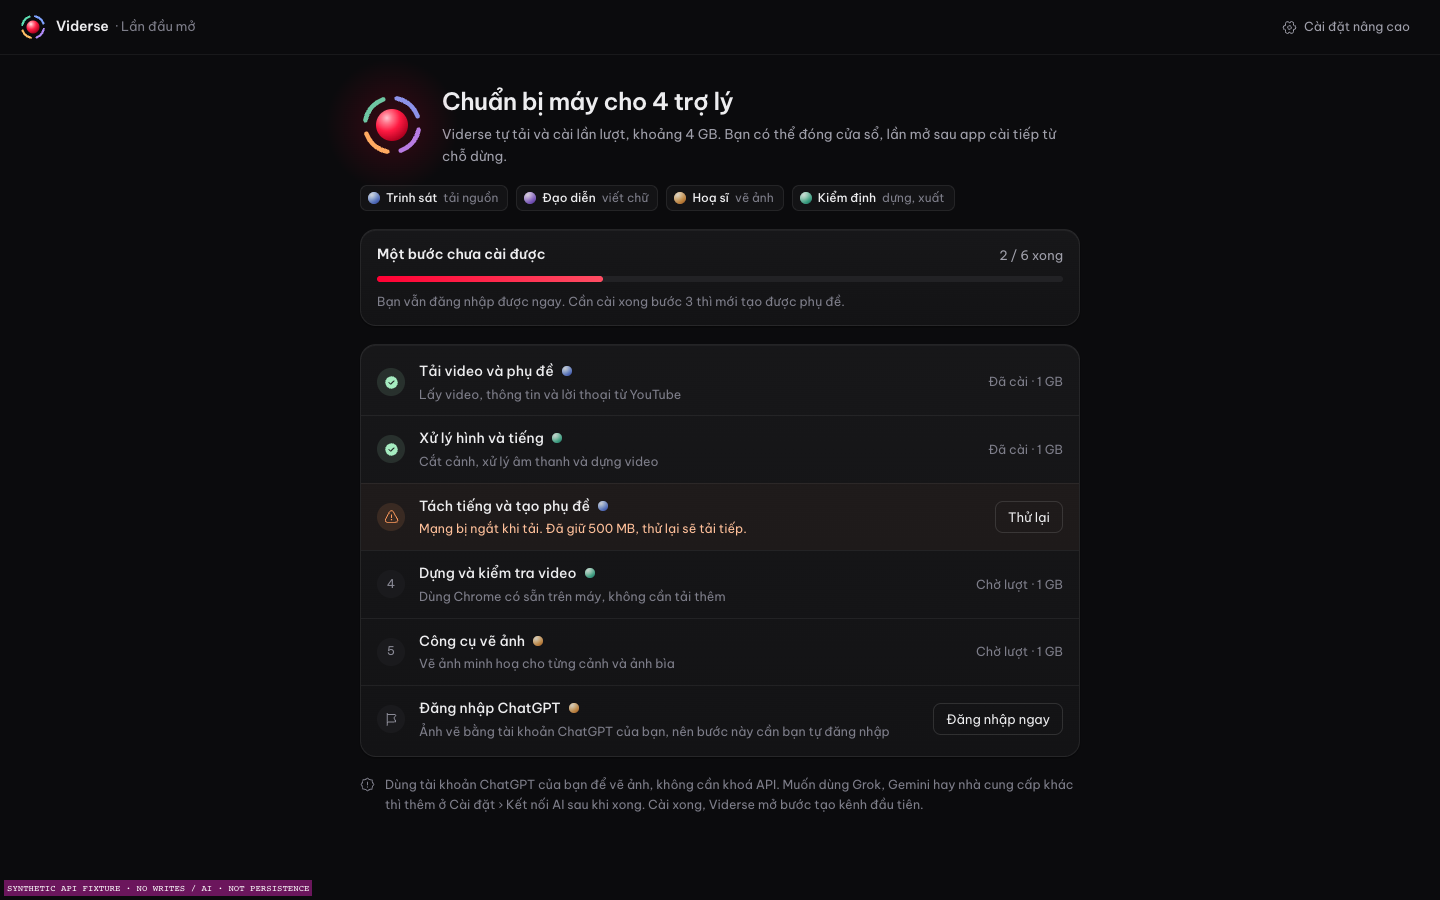 Viderse · Lần đầu mở
Cài đặt nâng cao
Chuẩn bị máy cho 4 trợ lý
Viderse tự tải và cài lần lượt, khoảng 4 GB. Bạn có thể đóng cửa sổ, lần mở sau app cài tiếp từ
chỗ dừng.
Trinh sát tải nguồn
Đạo diễn viết chữ
Hoạ sĩ vẽ ảnh
Kiểm định dựng, xuất
Một bước chưa cài được
2 / 6 xong
Bạn vẫn đăng nhập được ngay. Cần cài xong bước 3 thì mới tạo được phụ đề.
Tải video và phụ đề
Lấy video, thông tin và lời thoại từ YouTube
Đã cài · 1 GB
Xử lý hình và tiếng
Cắt cảnh, xử lý âm thanh và dựng video
Đã cài · 1 GB
Tách tiếng và tạo phụ đề
Mạng bị ngắt khi tải. Đã giữ 500 MB, thử lại sẽ tải tiếp.
Thử lại
4
Dựng và kiểm tra video
Dùng Chrome có sẵn trên máy, không cần tải thêm
Chờ lượt · 1 GB
5
Công cụ vẽ ảnh
Vẽ ảnh minh hoạ cho từng cảnh và ảnh bìa
Chờ lượt · 1 GB
Đăng nhập ChatGPT
Ảnh vẽ bằng tài khoản ChatGPT của bạn, nên bước này cần bạn tự đăng nhập
Đăng nhập ngay
Dùng tài khoản ChatGPT của bạn để vẽ ảnh, không cần khoá API. Muốn dùng Grok, Gemini hay nhà cung cấp khác
thì thêm ở Cài đặt › Kết nối AI sau khi xong. Cài xong, Viderse mở bước tạo kênh đầu tiên.
SYNTHETIC API FIXTURE · NO WRITES / AI · NOT PERSISTENCE